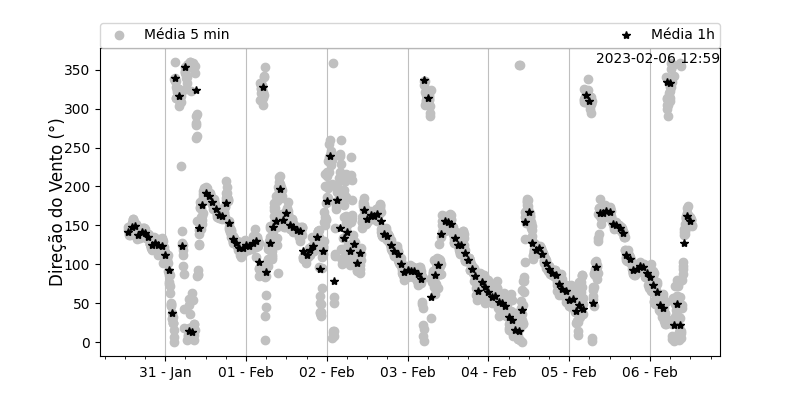 Média 5 min
Média 1h
2023-02-06 12:59
Direção do Vento (°)
350
300
250
200
150
100
50
0
31 - Jan
01 - Feb
02 - Feb
03 - Feb
04 - Feb
05 - Feb
06 - Feb